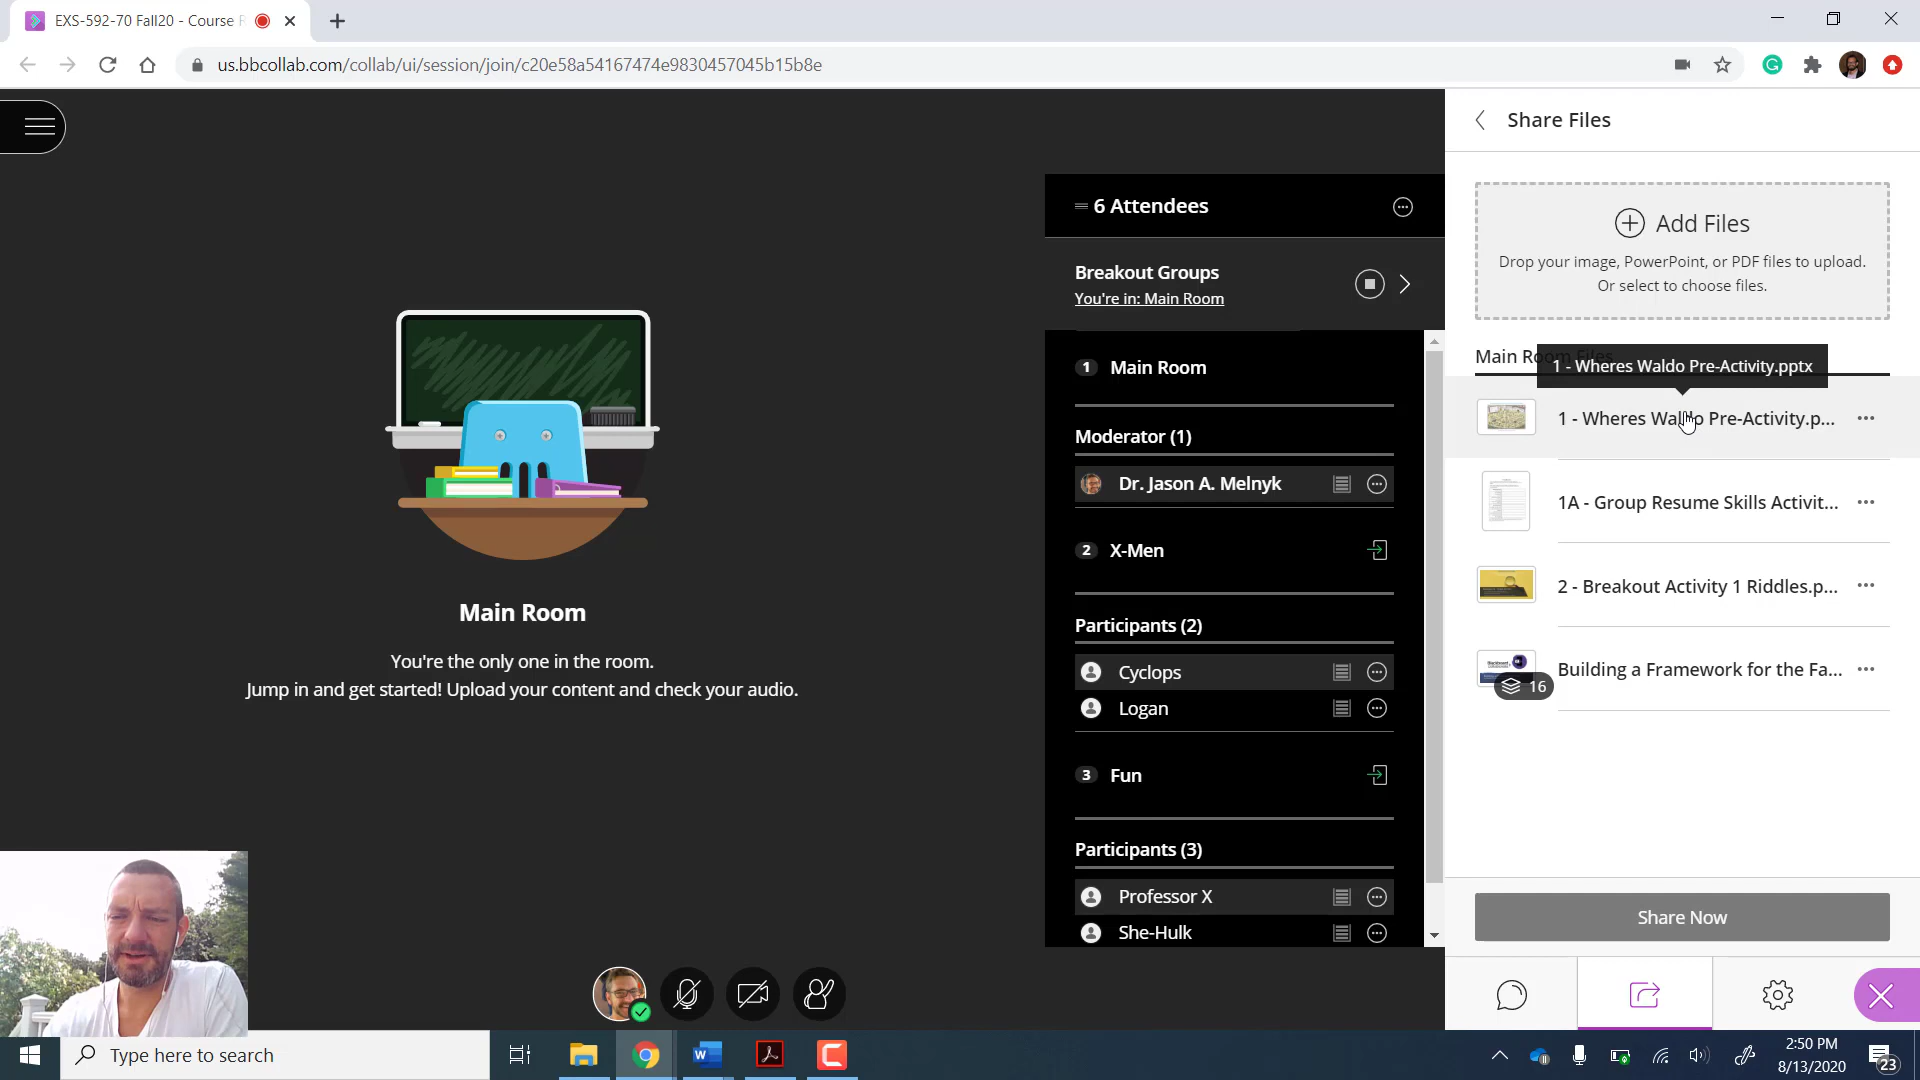 EXS-592-70 Fall20 - Course R
us.bbcollab.com/collab/ui/session/join/c20e58a54167474e9830457045b15b8e
Share Files
Add Files
Drop your image, PowerPoint, or PDF files to upload.
Or select to choose files.
Main Room Files
1 - Wheres Waldo Pre-Activity.pptx
1 - Wheres Waldo Pre-Activity.p...
1A - Group Resume Skills Activit...
2 - Breakout Activity 1 Riddles.p...
Building a Framework for the Fa...
16
Share Now
6 Attendees
Breakout Groups
You're in: Main Room
1 Main Room
Moderator (1)
Dr. Jason A. Melnyk
2 X-Men
Participants (2)
Cyclops
Logan
3 Fun
Participants (3)
Professor X
She-Hulk
Main Room
You're the only one in the room.
Jump in and get started! Upload your content and check your audio.
Type here to search
2:50 PM
8/13/2020
23